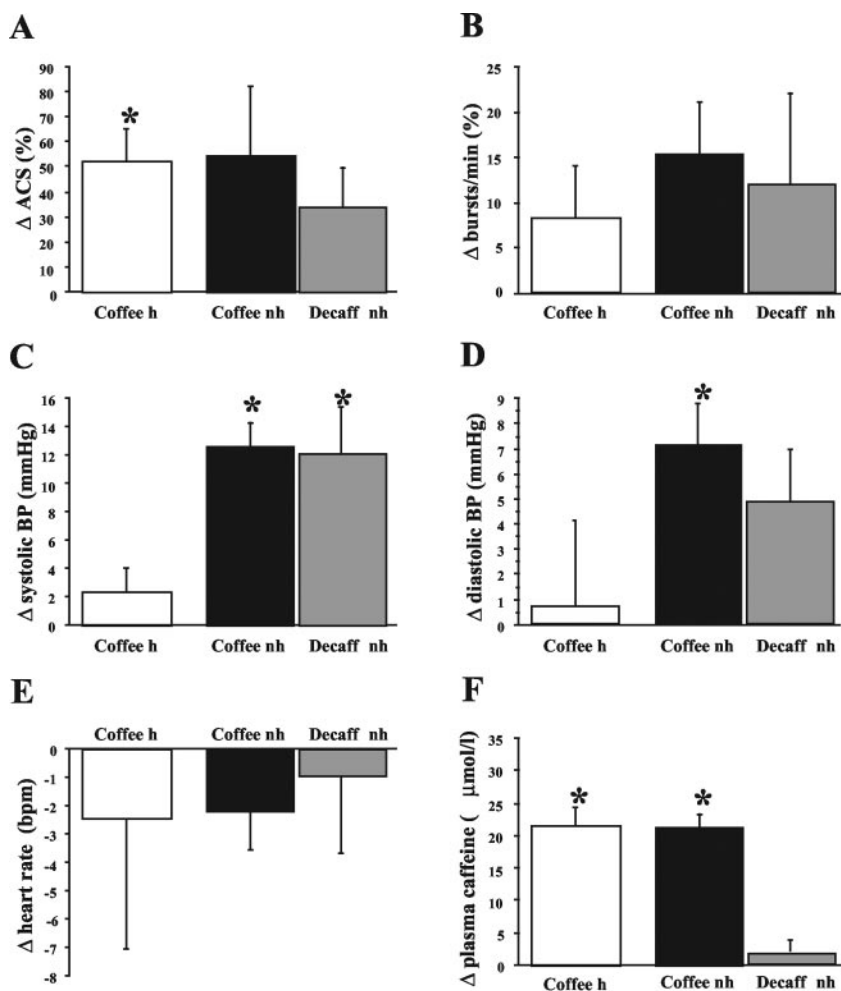 A
Δ ACS (%)
90
80
70
60
50
40
30
20
10
0
*
Coffee h
Coffee nh
Decaff nh
B
Δ bursts/min (%)
25
20
15
10
5
0
Coffee h
Coffee nh
Decaff nh
C
Δ systolic BP (mmHg)
16
14
12
10
8
6
4
2
0
*
*
Coffee h
Coffee nh
Decaff nh
D
Δ diastolic BP (mmHg)
9
8
7
6
5
4
3
2
1
0
*
Coffee h
Coffee nh
Decaff nh
E
Coffee h
Coffee nh
Decaff nh
Δ heart rate (bpm)
0
-1
-2
-3
-4
-5
-6
-7
-8
F
Δ plasma caffeine ( μmol/l)
35
30
25
20
15
10
5
0
*
*
Coffee h
Coffee nh
Decaff nh